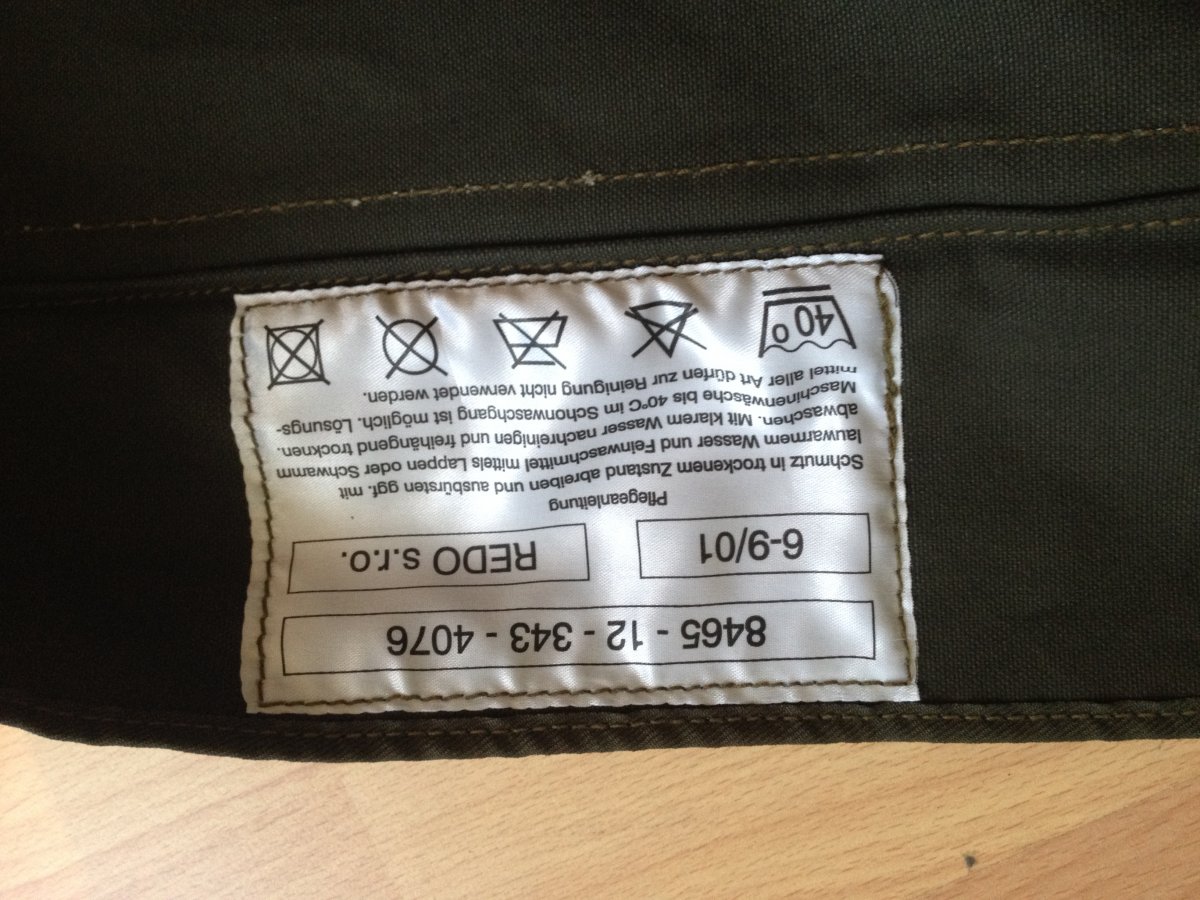 8465 - 12 - 343 - 4076
6-9/01
REDO s.r.o.
Pflegeanleitung
Schmutz in trockenem Zustand abreiben und ausbürsten ggf. mit
lauwarmem Wasser und Feinwaschmittel mittels Lappen oder Schwamm
abwaschen. Mit klarem Wasser nachreinigen und freihängend trocknen.
Maschinenwäsche bis 40°C im Schonwaschgang ist möglich. Lösungs-
mittel aller Art dürfen zur Reinigung nicht verwendet werden.
40°